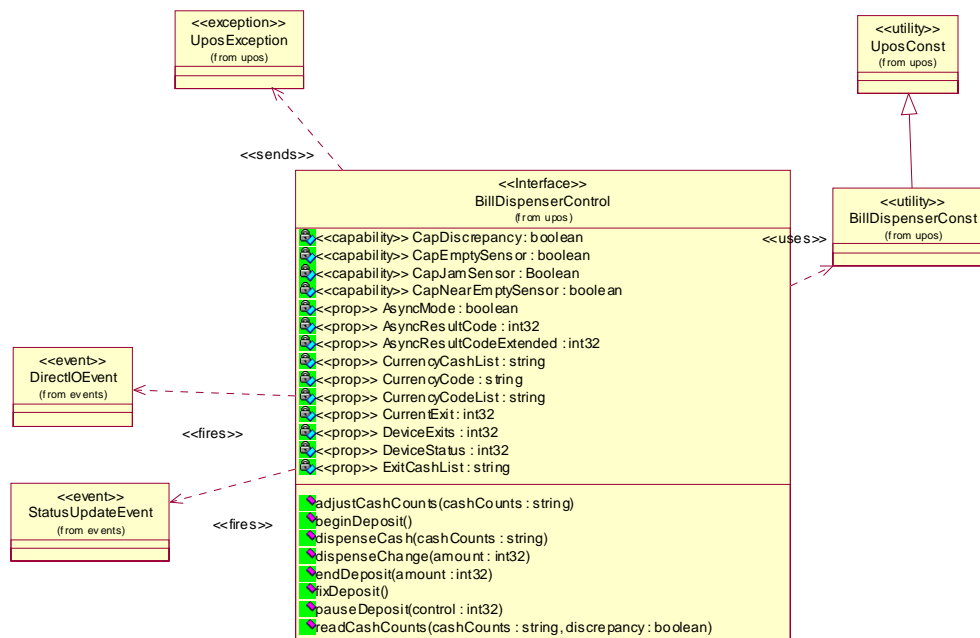 <<exception>>
UposException
(from upos)
<<utility>>
UposConst
(from upos)
<<sends>>
<<Interface>>
BillDispenserControl
(from upos)
<<utility>>
BillDispenserConst
(from upos)
<<uses>>
<<capability>> CapDiscrepancy : boolean
<<capability>> CapEmptySensor : boolean
<<capability>> CapJamSensor : Boolean
<<capability>> CapNearEmptySensor : boolean
<<prop>> AsyncMode : boolean
<<prop>> AsyncResultCode : int32
<<prop>> AsyncResultCodeExtended : int32
<<prop>> CurrencyCashList : string
<<prop>> CurrencyCode : string
<<prop>> CurrencyCodeList : string
<<prop>> CurrentExit : int32
<<prop>> DeviceExits : int32
<<prop>> DeviceStatus : int32
<<prop>> ExitCashList : string
<<event>>
DirectIOEvent
(from events)
<<fires>>
<<event>>
StatusUpdateEvent
(from events)
<<fires>>
adjustCashCounts(cashCounts : string)
beginDeposit()
dispenseCash(cashCounts : string)
dispenseChange(amount : int32)
endDeposit(amount : int32)
fixDeposit()
pauseDeposit(control : int32)
readCashCounts(cashCounts : string, discrepancy : boolean)